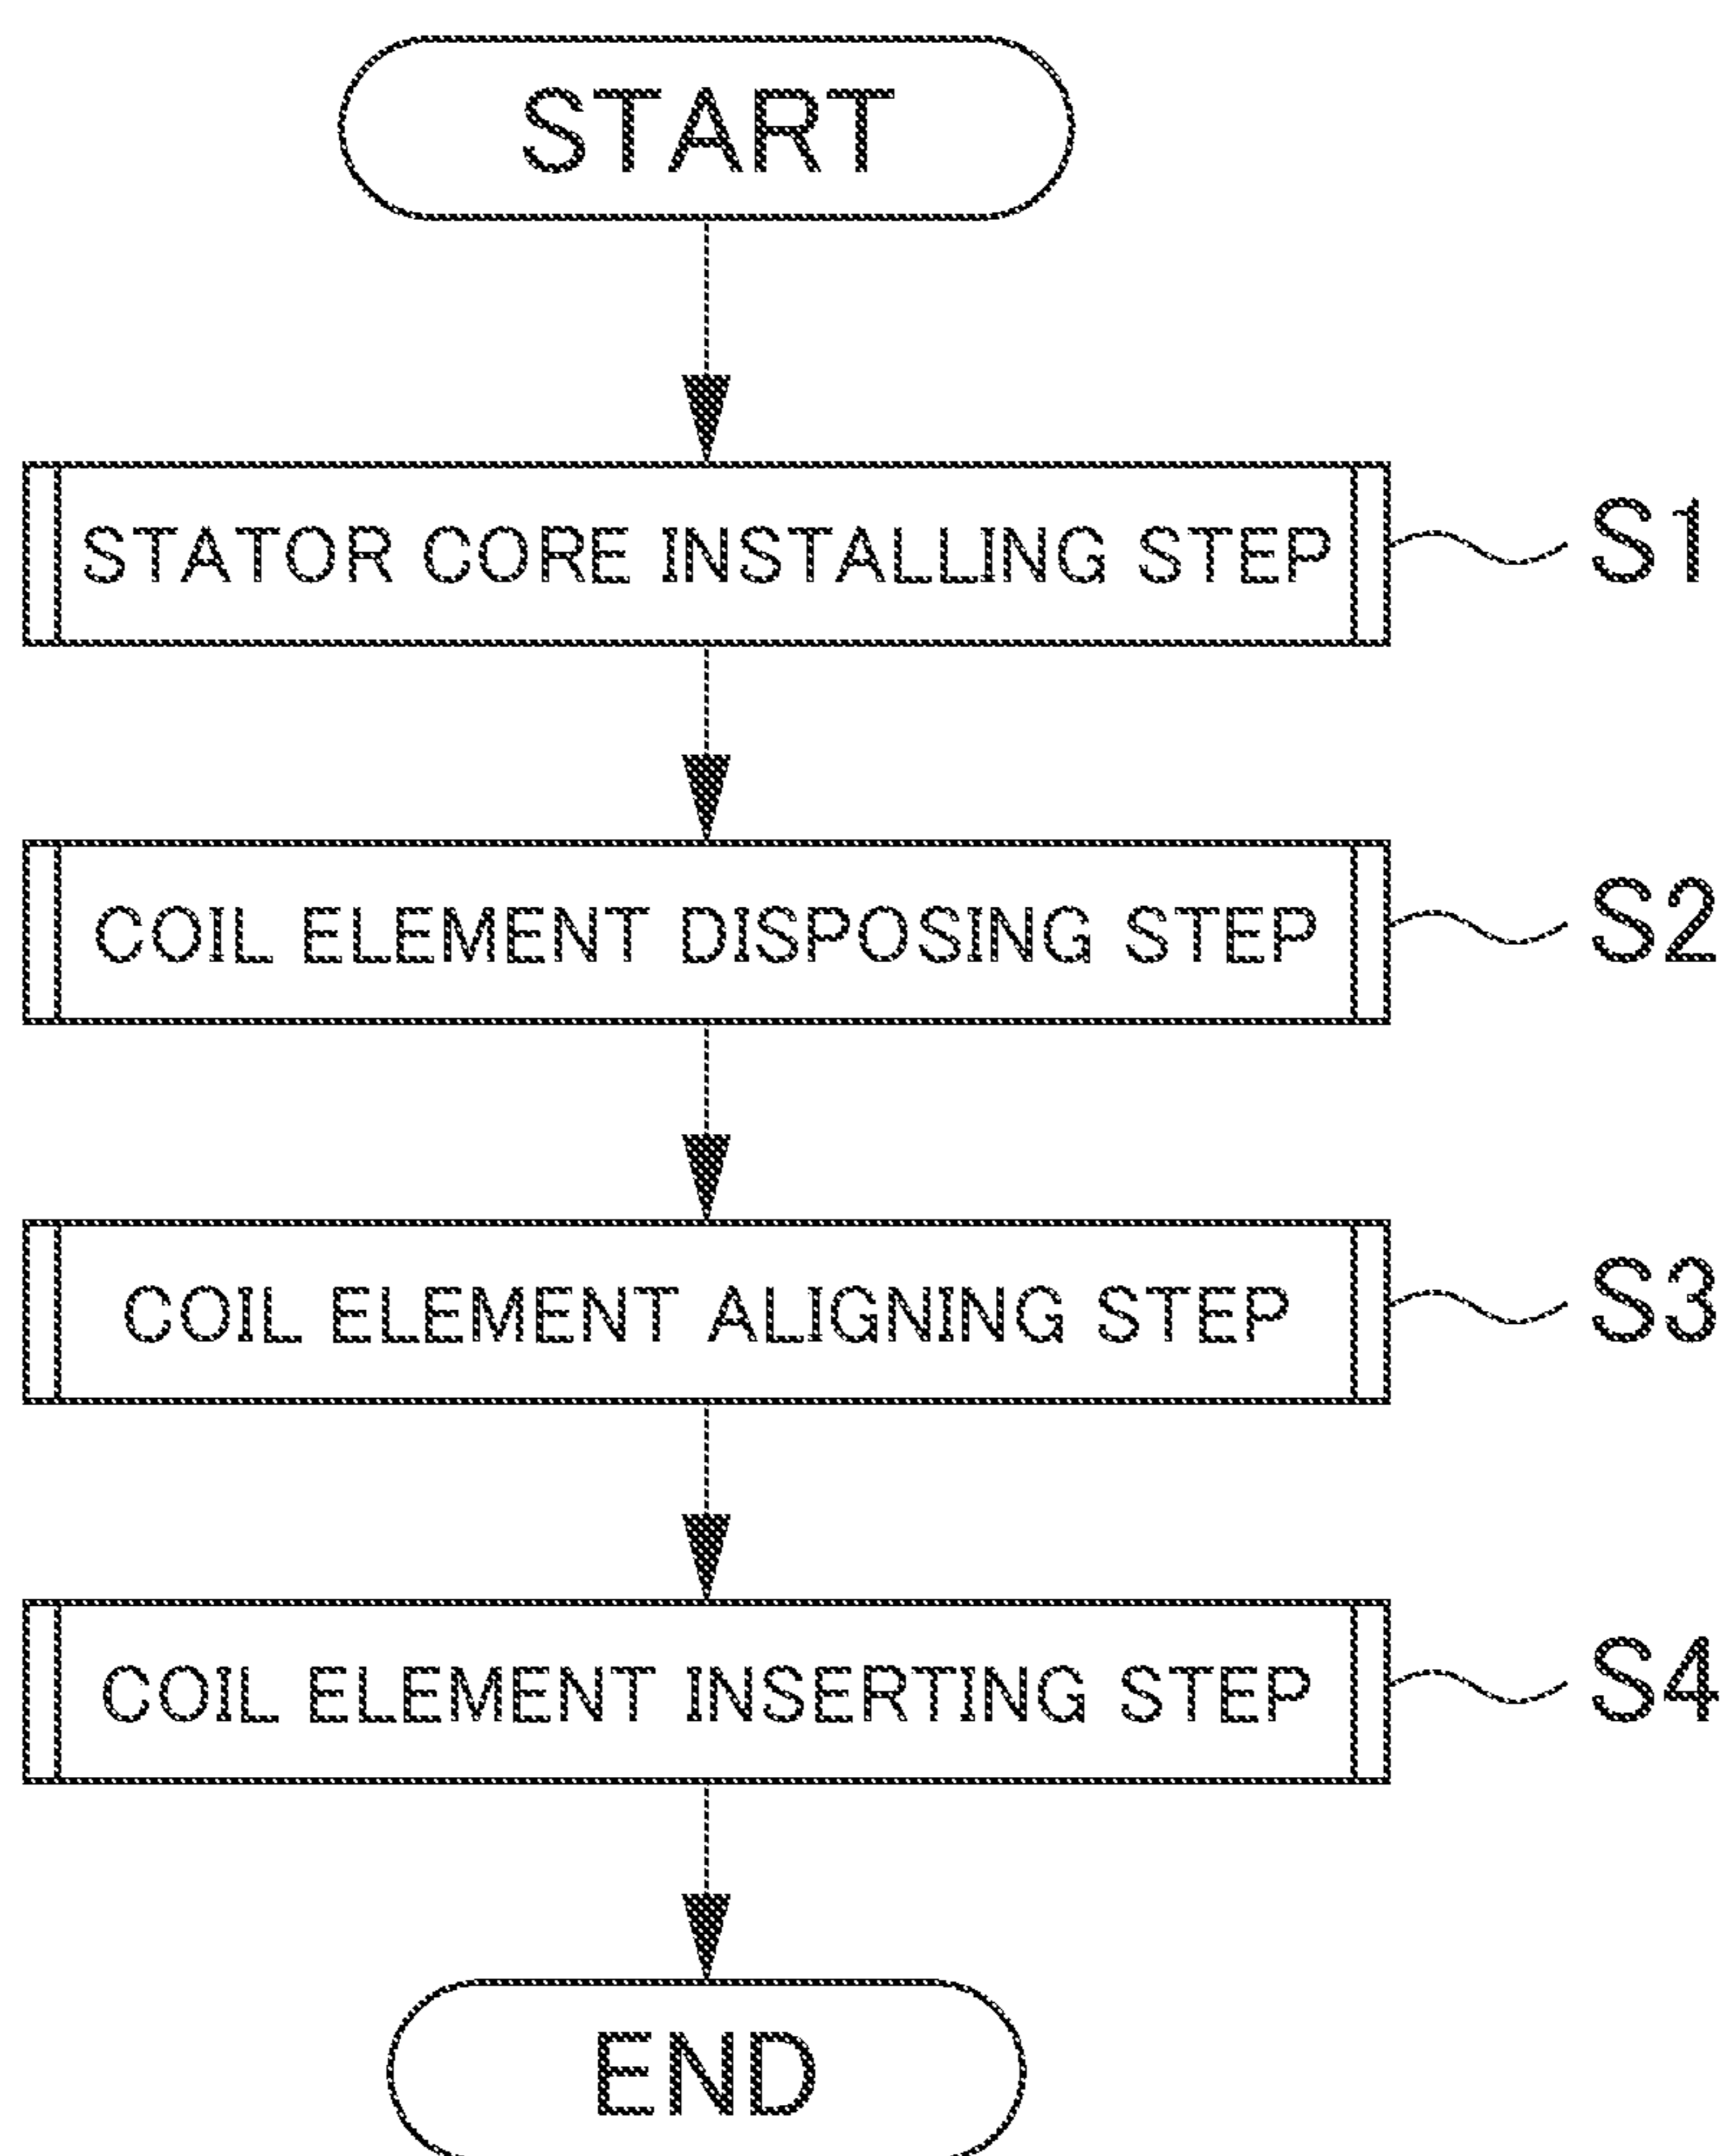 START
STATOR CORE INSTALLING STEP
S1
COIL ELEMENT DISPOSING STEP
S2
COIL ELEMENT ALIGNING STEP
S3
COIL ELEMENT INSERTING STEP
S4
END